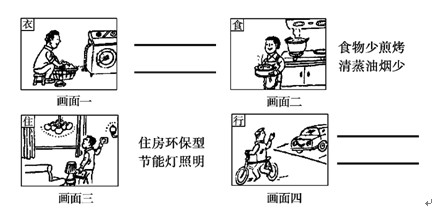 衣
画面一
食
食物少煎烤
清蒸油烟少
画面二
住
住房环保型
节能灯照明
画面三
行
画面四